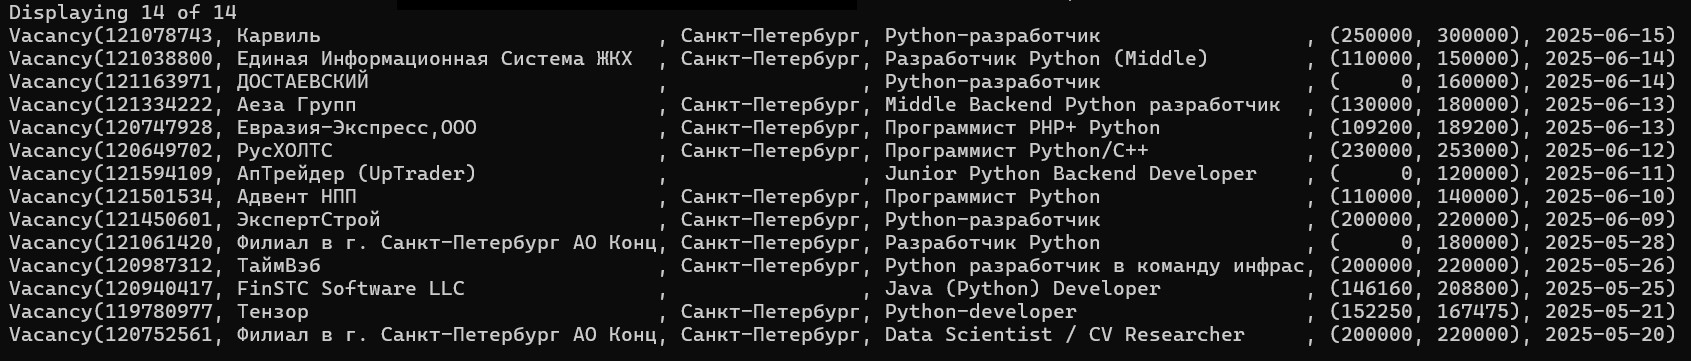 Displaying 14 of 14
Vacancy(121078743, Карвиль                            , Санкт-Петербург, Python-разработчик                 , (250000, 300000), 2025-06-15)
Vacancy(121038800, Единая Информационная Система ЖКХ  , Санкт-Петербург, Разработчик Python (Middle)        , (110000, 150000), 2025-06-14)
Vacancy(121163971, ДОСТАЕВСКИЙ                        ,                , Python-разработчик                 , (     0, 160000), 2025-06-14)
Vacancy(121334222, Аеза Групп                         , Санкт-Петербург, Middle Backend Python разработчик  , (130000, 180000), 2025-06-13)
Vacancy(120747928, Евразия-Экспресс,ООО               , Санкт-Петербург, Программист PHP+ Python            , (109200, 189200), 2025-06-13)
Vacancy(120649702, РусХОЛТС                           , Санкт-Петербург, Программист Python/C++             , (230000, 253000), 2025-06-12)
Vacancy(121594109, АпТрейдер (UpTrader)               ,                , Junior Python Backend Developer    , (     0, 120000), 2025-06-11)
Vacancy(121501534, Адвент НПП                         , Санкт-Петербург, Программист Python                 , (110000, 140000), 2025-06-10)
Vacancy(121450601, ЭкспертСтрой                       , Санкт-Петербург, Python-разработчик                 , (200000, 220000), 2025-06-09)
Vacancy(121061420, Филиал в г. Санкт-Петербург АО Конц, Санкт-Петербург, Разработчик Python                 , (     0, 180000), 2025-05-28)
Vacancy(120987312, ТаймВэб                            , Санкт-Петербург, Python разработчик в команду инфрас, (200000, 220000), 2025-05-26)
Vacancy(120940417, FinSTC Software LLC                ,                , Java (Python) Developer            , (146160, 208800), 2025-05-25)
Vacancy(119780977, Тензор                             , Санкт-Петербург, Python-developer                   , (152250, 167475), 2025-05-21)
Vacancy(120752561, Филиал в г. Санкт-Петербург АО Конц, Санкт-Петербург, Data Scientist / CV Researcher     , (200000, 220000), 2025-05-20)